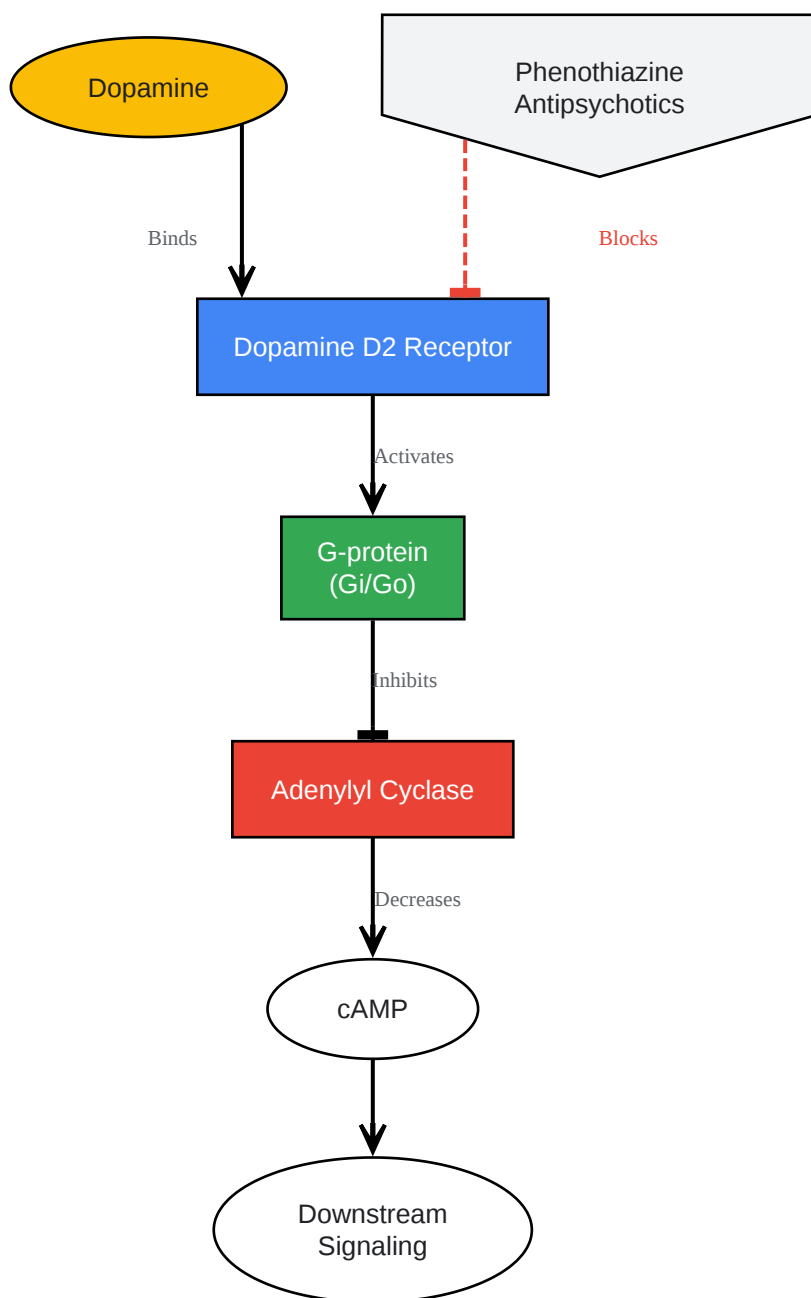 Dopamine
Phenothiazine
Antipsychotics
Binds
Blocks
Dopamine D2 Receptor
Activates
G-protein
(Gi/Go)
Inhibits
Adenylyl Cyclase
Decreases
cAMP
Downstream
Signaling